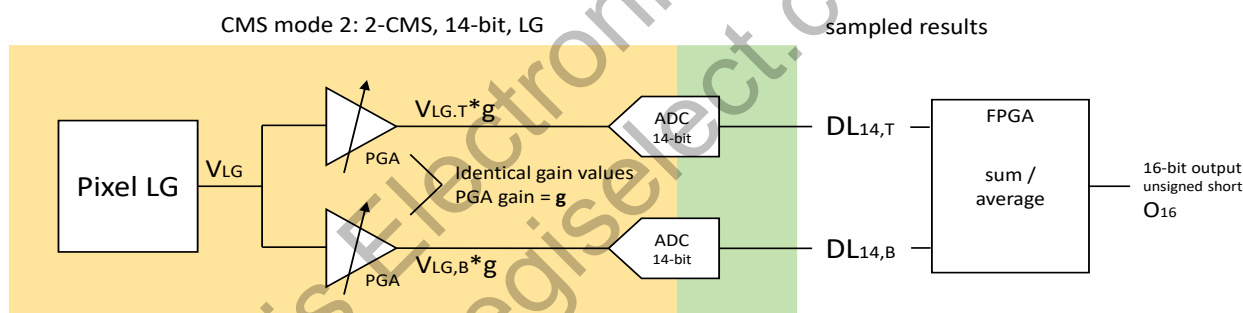 CMS mode 2: 2-CMS, 14-bit, LG
sampled results
Pixel LG
VLG
PGA
VLG.T*g
ADC
14-bit
DL14,T
Identical gain values
PGA gain = g
PGA
VLG,B*g
ADC
14-bit
DL14,B
FPGA
sum /
average
16-bit output
unsigned short
O16